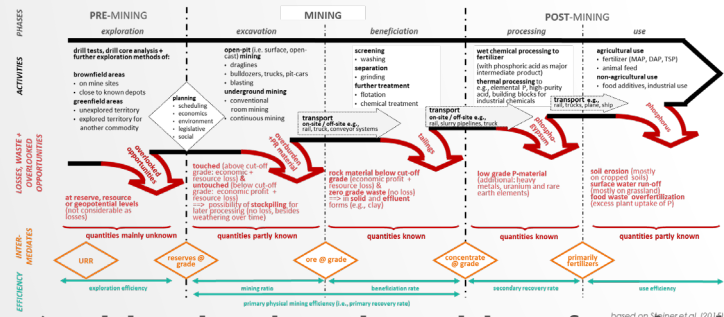 PHASES
PRE-MINING
MINING
POST-MINING
exploration
excavation
beneficiation
processing
use
ACTIVITES
drill tests, drill core analysis +
further exploration methods of:
brownfield areas
• on mine sites
• close to known depots
greenfield areas
• unexplored territory
• explored territory for
another commodity
planning
• scheduling
• economics
• environment
• legislative
• social
open-pit (i.e. surface, open-
cast) mining
• draglines
• bulldozers, trucks, pit-cars
• blasting
underground mining
• conventional
room mining
• continuous mining
screening
• washing
separation
• grinding
further treatment
• flotation
• chemical treatment
wet chemical processing to
fertilizer
(with phosphoric acid as major
intermediate product)
thermal processing to
e.g., elemental P, high-purity
acid, building blocks for
industrial chemicals
agricultural use
• fertilizer (MAP, DAP, TSP)
• animal feed
non-agricultural use
• food additives, industrial use
transport
on-site / off-site e.g.,
rail, truck, conveyor systems
transport
on-site / off-site e.g.,
rail, slurry pipelines, truck
transport e.g.,
rail, trucks, plane, ship
LOSSES, WASTE +
OVERLOOKED
OPPORTUNITIES
overlooked
opportunities
overburden
PR material
tailings
phospho-
gypsum
phosphorus
at reserve, resource
or geopotential levels
(not considerable as
losses)
touched (above cut-off
grade: economic +
resource loss) &
untouched (below cut-off
grade: economic profit +
resource loss)
==> possibility of stockpiling for
later processing (no loss, besides
weathering over time)
rock material below cut-off
grade (economic profit +
resource loss) &
zero grade waste (no loss)
==> in solid and effluent
forms (e.g., clay)
low grade P-material
(additional: heavy
metals, uranium and rare
earth elements)
soil erosion (mostly
on cropped soils)
surface water run-off
(mostly on grassland)
food waste overfertilization
(excess plant uptake of P)
quantities mainly unknown
quantities partly known
quantities known
quantities known
quantities partly known
INTER-
MEDIATES
URR
reserves @
grade
ore @ grade
concentrate
@ grade
primarily
fertilizers
EFFICIENCY
exploration efficiency
mining ratio
beneficiation rate
secondary recovery rate
use efficiency
primary physical mining efficiency (i.e., primary recovery rate)